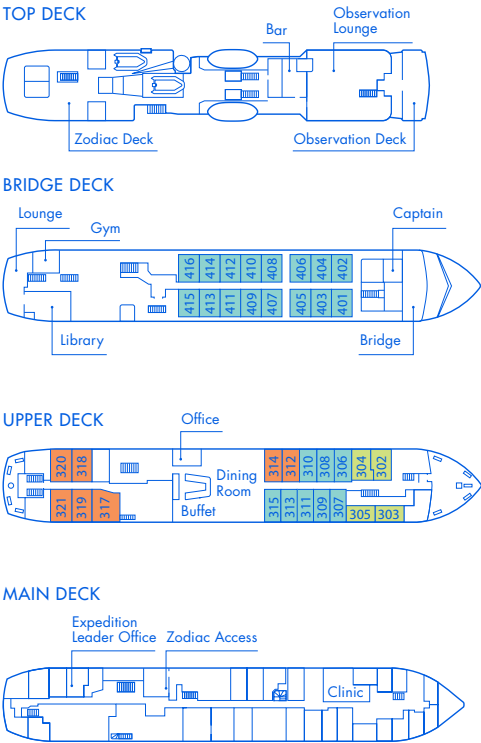 TOP DECK
Observation
Lounge
Bar
Zodiac Deck
Observation Deck
BRIDGE DECK
Lounge
Gym
Captain
416 414 412 410 408 406 404 402
415 413 411 409 407 405 403 401
Library
Bridge
UPPER DECK
Office
320 318 314 312 310 308 306 304 302
Dining
Room
321 319 317 315 313 311 309 307 305 303
Buffet
MAIN DECK
Expedition
Leader Office
Zodiac Access
Clinic